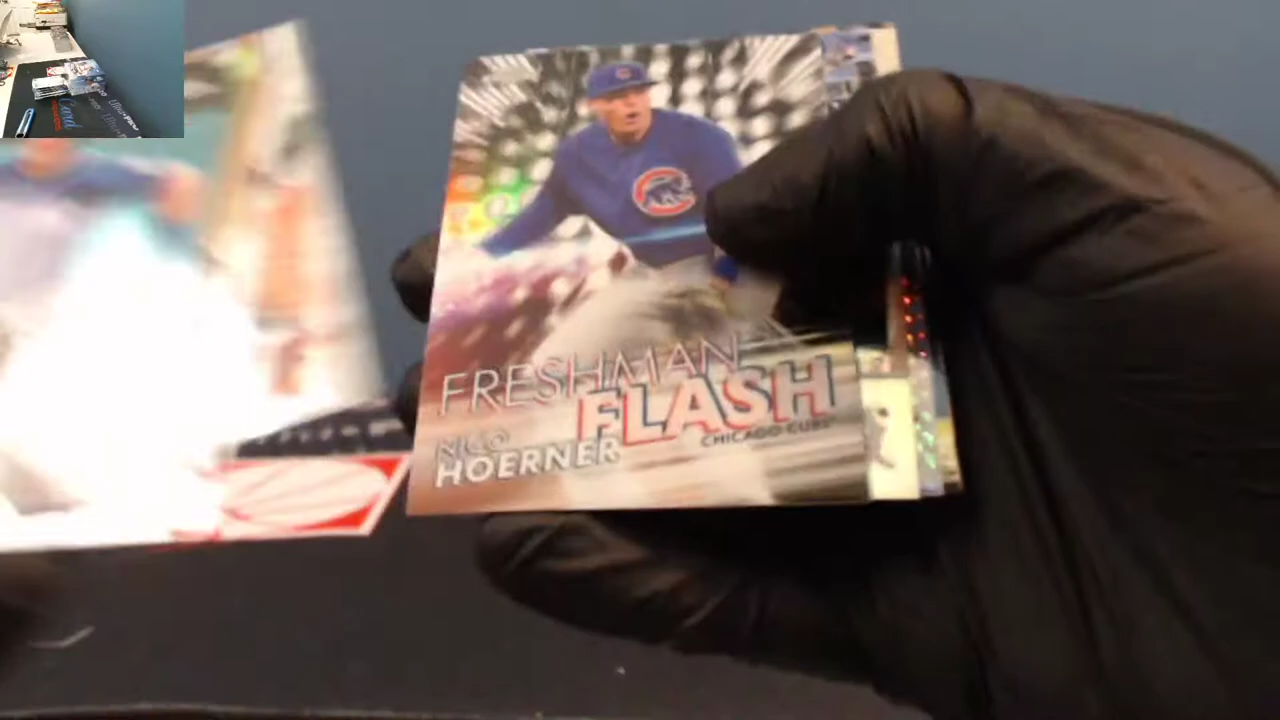 FRESHMAN
FLASH
NICO
HOERNER
CHICAGO CUBS